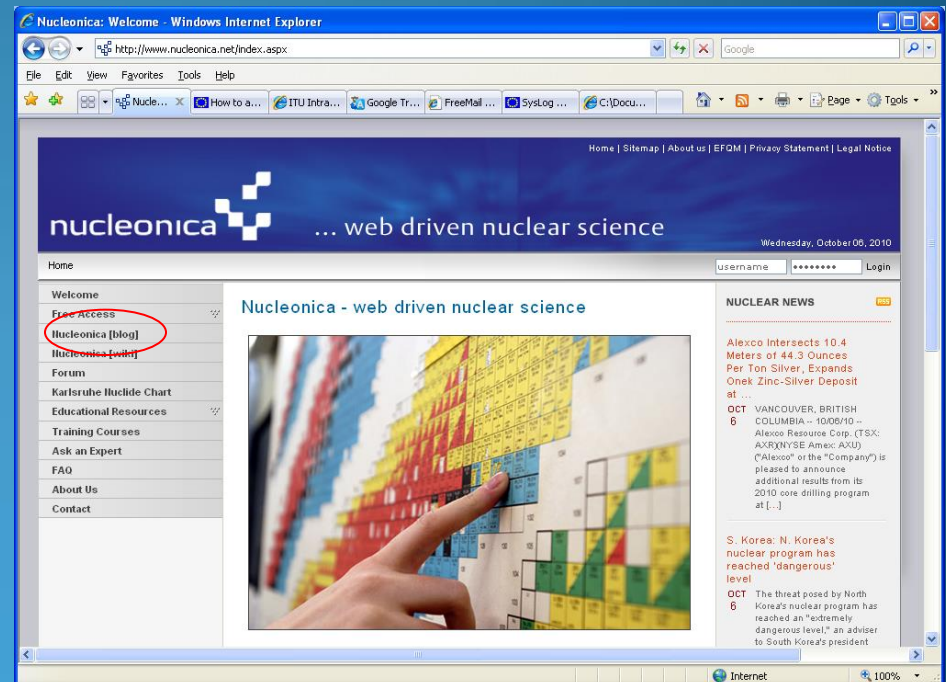 Nucleonica: Welcome - Windows Internet Explorer
http://www.nucleonica.net/index.aspx
Google
File Edit View Favorites Tools Help
Nucle... x
How to a...
ITU Intra...
Google Tr...
FreeMail ...
SysLog ...
C:\Docu...
Page
Tools
Home | Sitemap | About us | EFQM | Privacy Statement | Legal Notice
nucleonica
... web driven nuclear science
Wednesday, October 06, 2010
Home
username
••••••••
Login
Welcome
Free Access
Nucleonica [blog]
Nucleonica [wiki]
Forum
Karlsruhe Nuclide Chart
Educational Resources
Training Courses
Ask an Expert
FAQ
About Us
Contact
Nucleonica - web driven nuclear science
NUCLEAR NEWS
RSS
Alexco Intersects 10.4
Meters of 44.3 Ounces
Per Ton Silver, Expands
Onek Zinc-Silver Deposit
at ...
OCT
6
VANCOUVER, BRITISH
COLUMBIA -- 10/06/10 --
Alexco Resource Corp. (TSX:
AXR)(NYSE Amex: AXU)
("Alexco" or the "Company") is
pleased to announce
additional results from its
2010 core drilling program
at [...]
S. Korea: N. Korea's
nuclear program has
reached 'dangerous'
level
OCT
6
The threat posed by North
Korea's nuclear program has
reached an "extremely
dangerous level," an adviser
to South Korea's president
Internet
100%